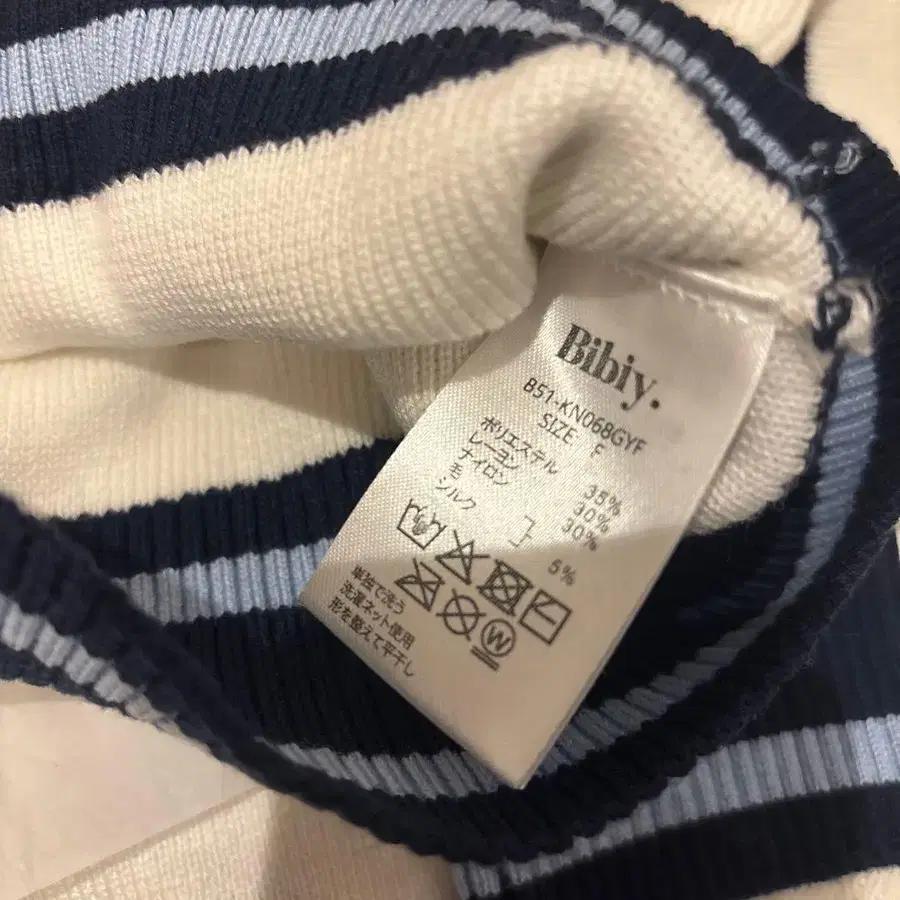 Bibiy.
B51-KN068GYF
SIZE F
ポリエステル 35%
レーヨン 30%
ナイロン 30%
毛
シルク 5%
単独で洗う
洗濯ネット使用
形を整えて平干し
W